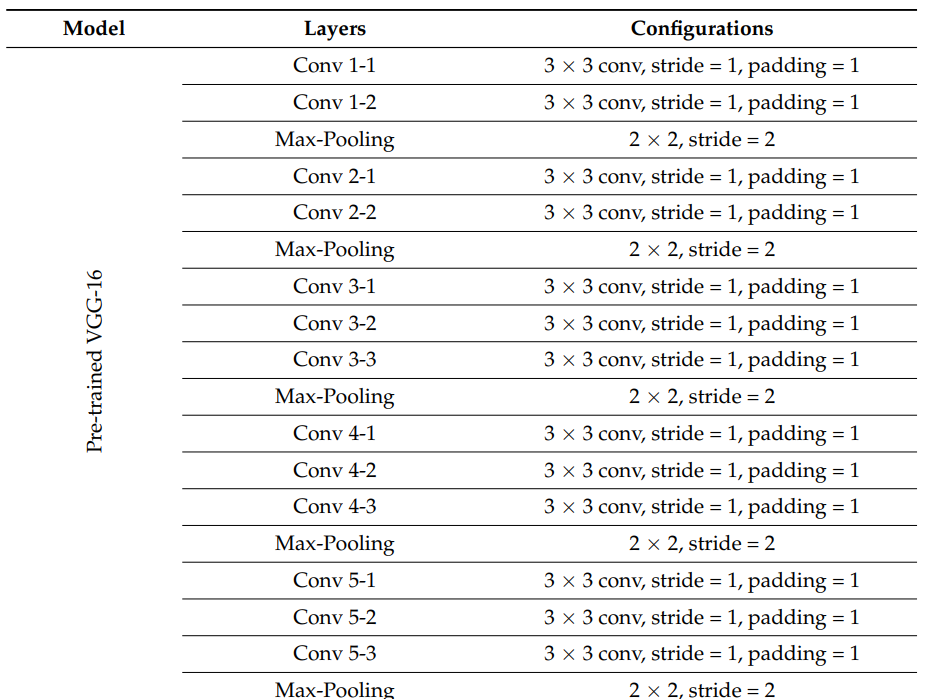 Model Layers Configurations
Conv 1-1 3 × 3 conv, stride = 1, padding = 1
Conv 1-2 3 × 3 conv, stride = 1, padding = 1
Max-Pooling 2 × 2, stride = 2
Conv 2-1 3 × 3 conv, stride = 1, padding = 1
Conv 2-2 3 × 3 conv, stride = 1, padding = 1
Max-Pooling 2 × 2, stride = 2
Conv 3-1 3 × 3 conv, stride = 1, padding = 1
Conv 3-2 3 × 3 conv, stride = 1, padding = 1
Conv 3-3 3 × 3 conv, stride = 1, padding = 1
Pre-trained VGG-16
Max-Pooling 2 × 2, stride = 2
Conv 4-1 3 × 3 conv, stride = 1, padding = 1
Conv 4-2 3 × 3 conv, stride = 1, padding = 1
Conv 4-3 3 × 3 conv, stride = 1, padding = 1
Max-Pooling 2 × 2, stride = 2
Conv 5-1 3 × 3 conv, stride = 1, padding = 1
Conv 5-2 3 × 3 conv, stride = 1, padding = 1
Conv 5-3 3 × 3 conv, stride = 1, padding = 1
Max-Pooling 2 × 2, stride = 2